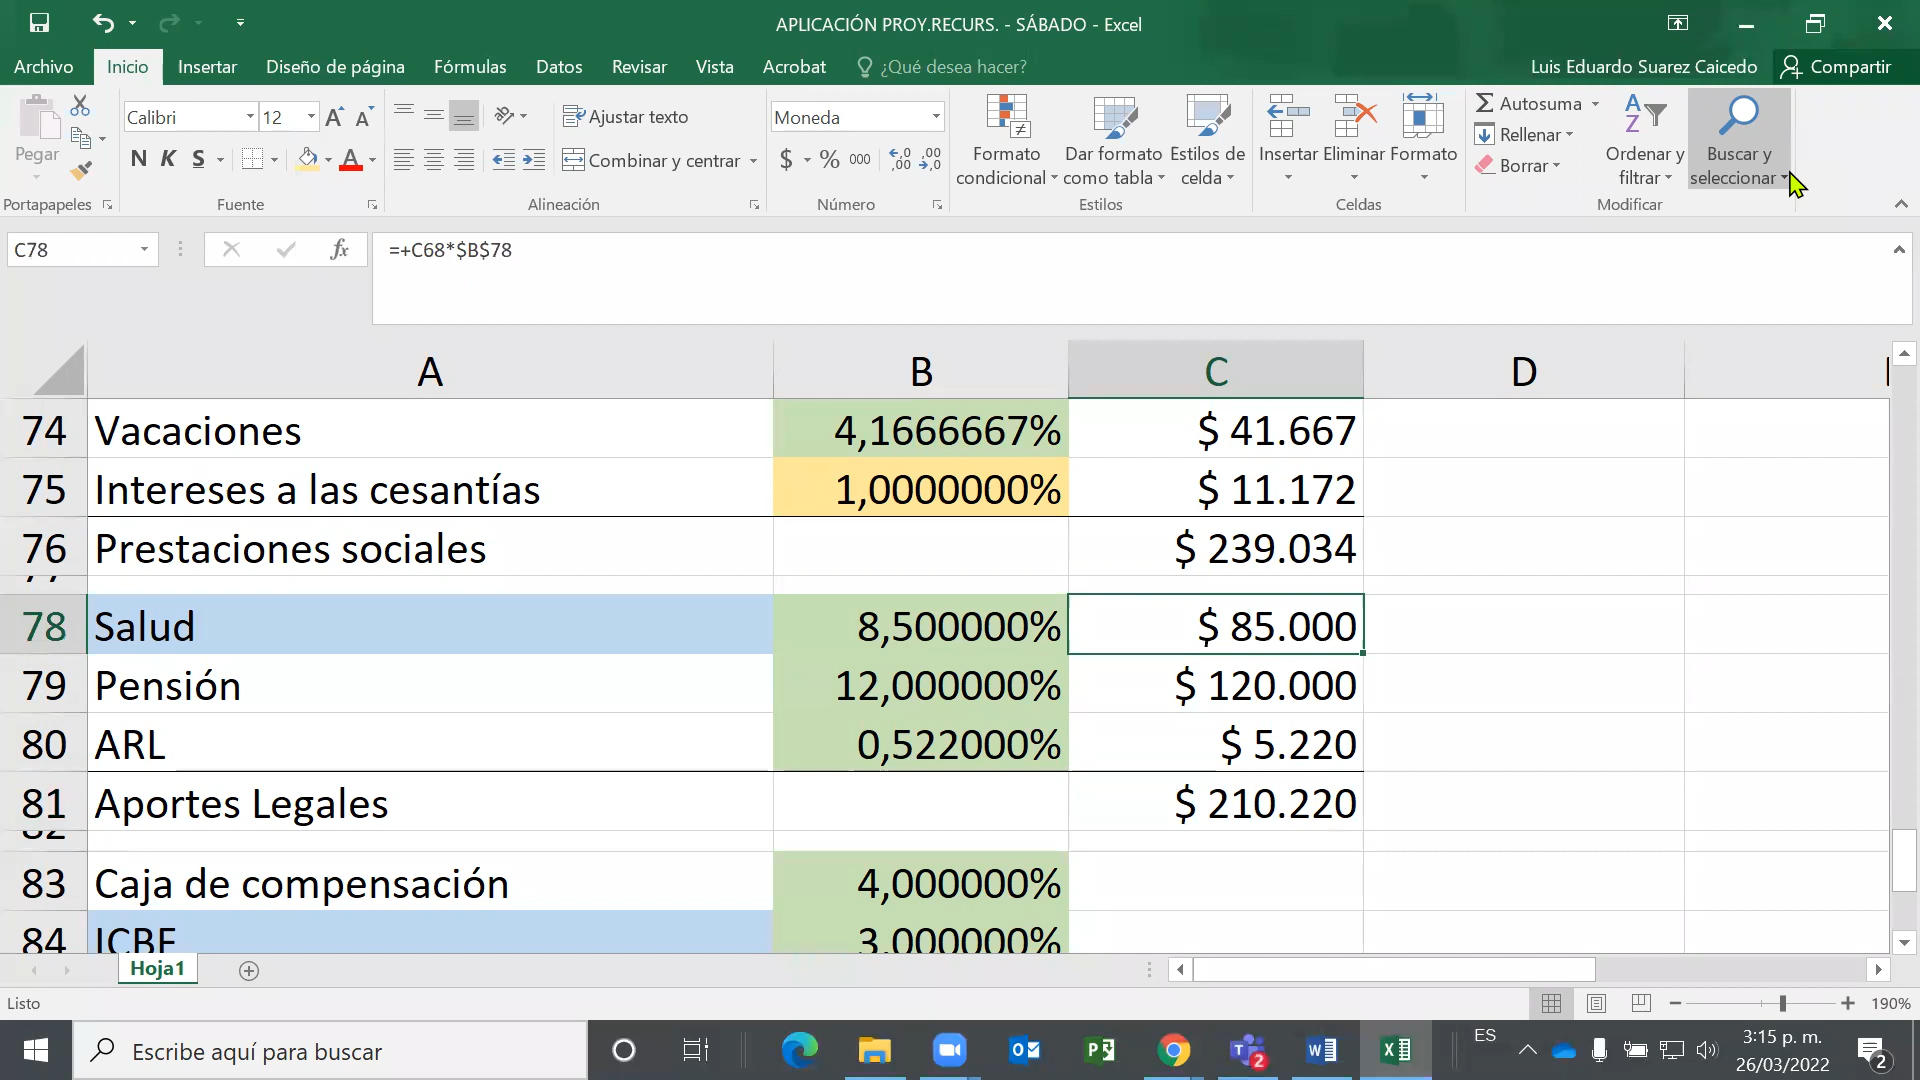 APLICACIÓN PROY.RECURS. - SÁBADO - Excel
Archivo Inicio Insertar Diseño de página Fórmulas Datos Revisar Vista Acrobat ¿Qué desea hacer? Luis Eduardo Suarez Caicedo Compartir
Pegar
Calibri 12
N K S
Ajustar texto
Combinar y centrar
Moneda
$ % 000
Formato condicional
Dar formato como tabla
Estilos de celda
Insertar Eliminar Formato
Autosuma
Rellenar
Borrar
Ordenar y filtrar
Buscar y seleccionar
Portapapeles Fuente Alineación Número Estilos Celdas Modificar
C78 fx =+C68*$B$78
A B C D
74 Vacaciones 4,1666667% $ 41.667
75 Intereses a las cesantías 1,0000000% $ 11.172
76 Prestaciones sociales $ 239.034
78 Salud 8,500000% $ 85.000
79 Pensión 12,000000% $ 120.000
80 ARL 0,522000% $ 5.220
81 Aportes Legales $ 210.220
83 Caja de compensación 4,000000%
84 ICBF 3,000000%
Hoja1
Listo 190%
Escribe aquí para buscar
ES
3:15 p. m.
26/03/2022
2
2